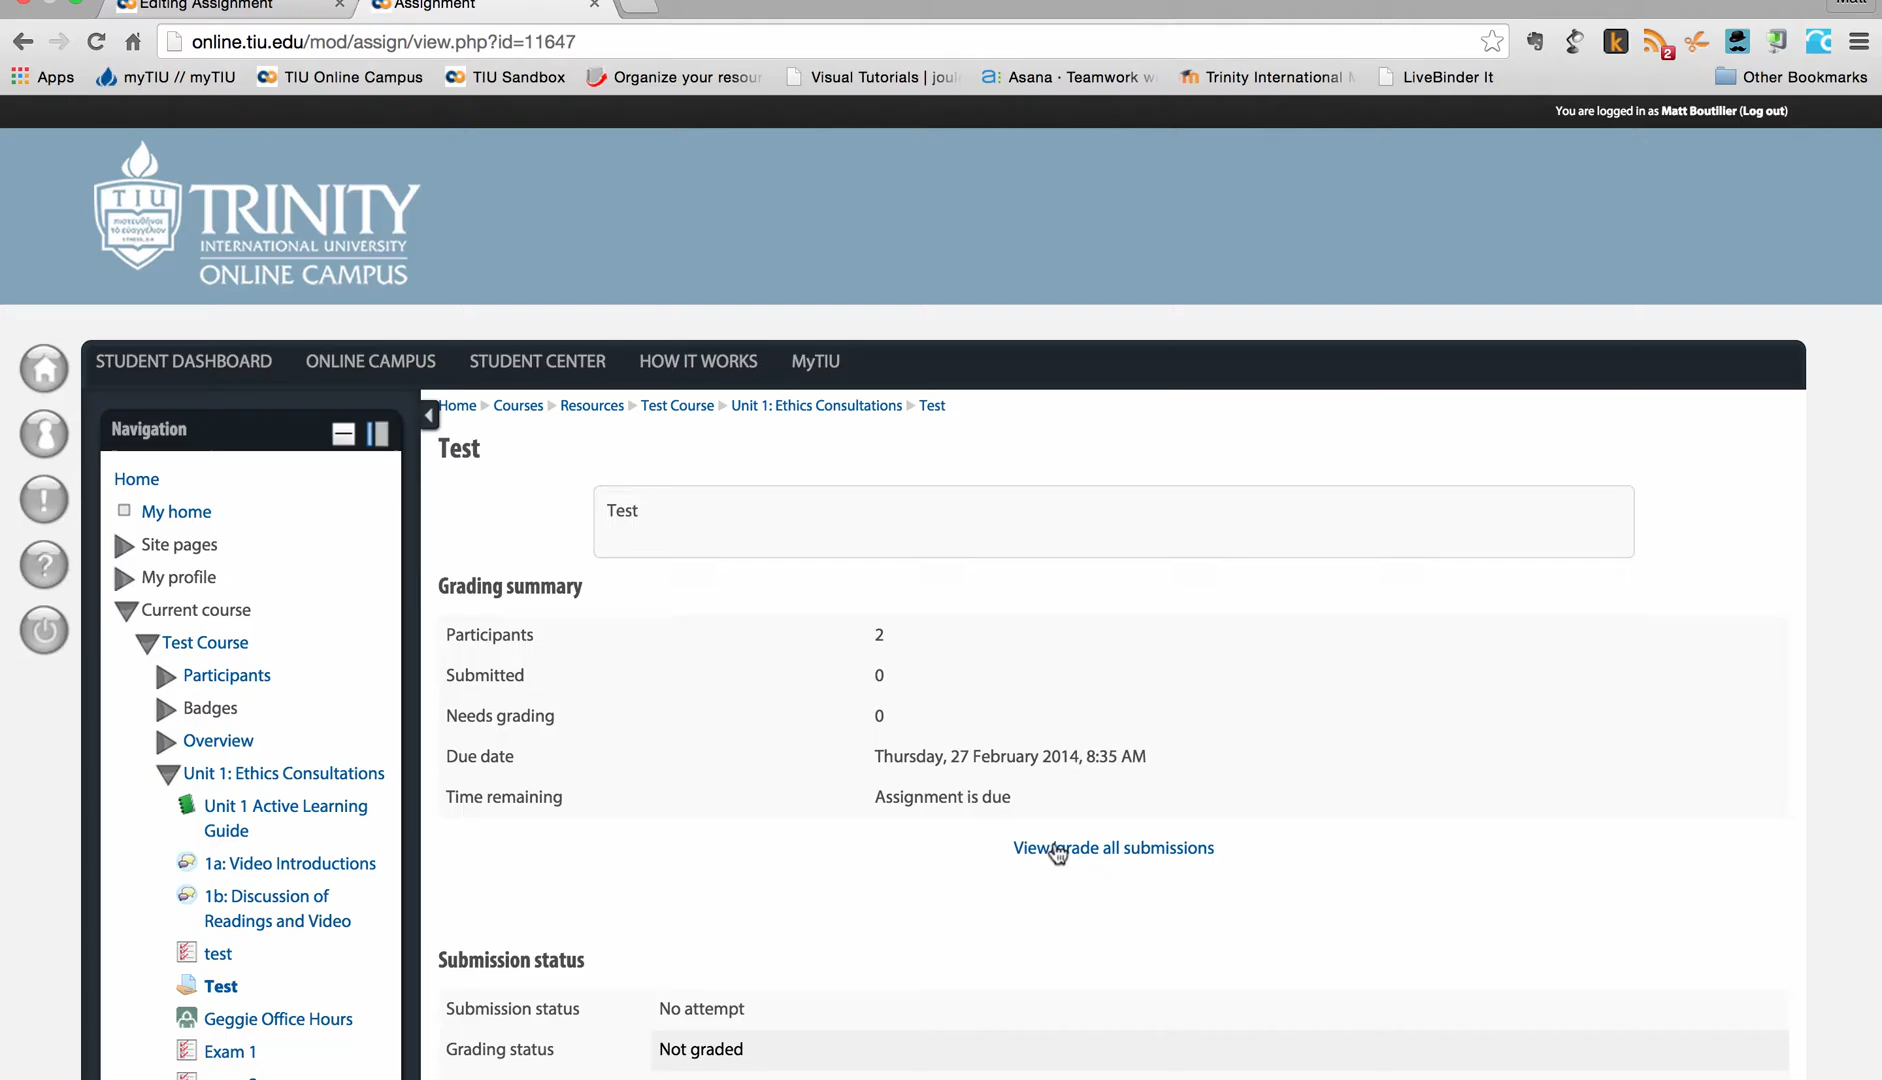 Editing Assignment
Assignment
online.tiu.edu/mod/assign/view.php?id=11647
Apps
myTIU // myTIU
TIU Online Campus
TIU Sandbox
Organize your resou
Visual Tutorials | jou
Asana · Teamwork w
Trinity International
LiveBinder It
Other Bookmarks
2
You are logged in as Matt Boutilier (Log out)
TIU
TRINITY
INTERNATIONAL UNIVERSITY
ONLINE CAMPUS
STUDENT DASHBOARD
ONLINE CAMPUS
STUDENT CENTER
HOW IT WORKS
MyTIU
Navigation
Home
My home
Site pages
My profile
Current course
Test Course
Participants
Badges
Overview
Unit 1: Ethics Consultations
Unit 1 Active Learning
Guide
1a: Video Introductions
1b: Discussion of
Readings and Video
test
Test
Geggie Office Hours
Exam 1
Home Courses Resources Test Course Unit 1: Ethics Consultations Test
Test
Test
Grading summary
Participants 2
Submitted 0
Needs grading 0
Due date Thursday, 27 February 2014, 8:35 AM
Time remaining Assignment is due
View/grade all submissions
Submission status
Submission status No attempt
Grading status Not graded